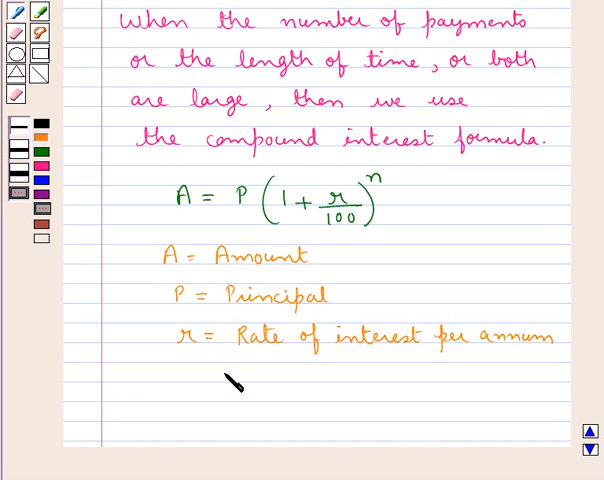 When the number of payments
or the length of time, or both
are large, then we use
the compound interest formula.
A = P (1 + r/100)^n
A = Amount
P = Principal
r = Rate of interest per annum